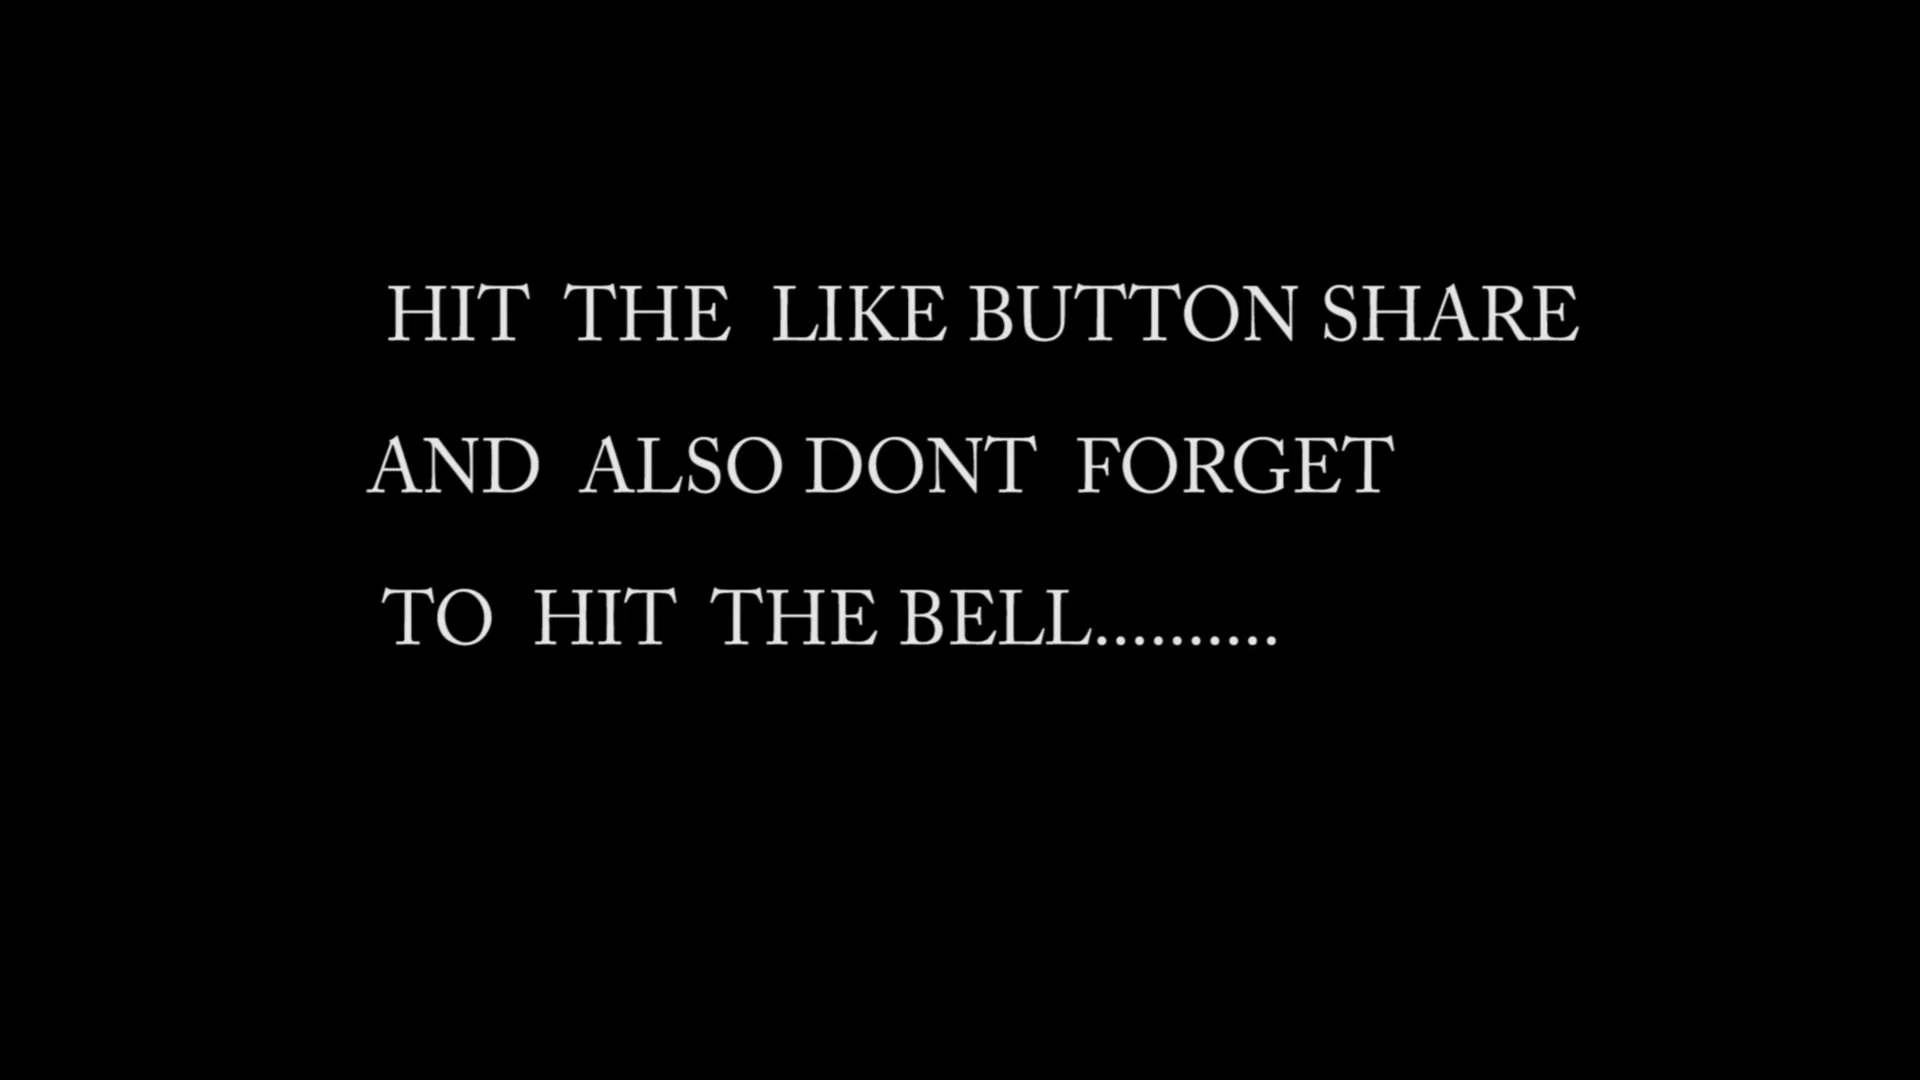 HIT THE LIKE BUTTON SHARE
AND ALSO DONT FORGET
TO HIT THE BELL..........